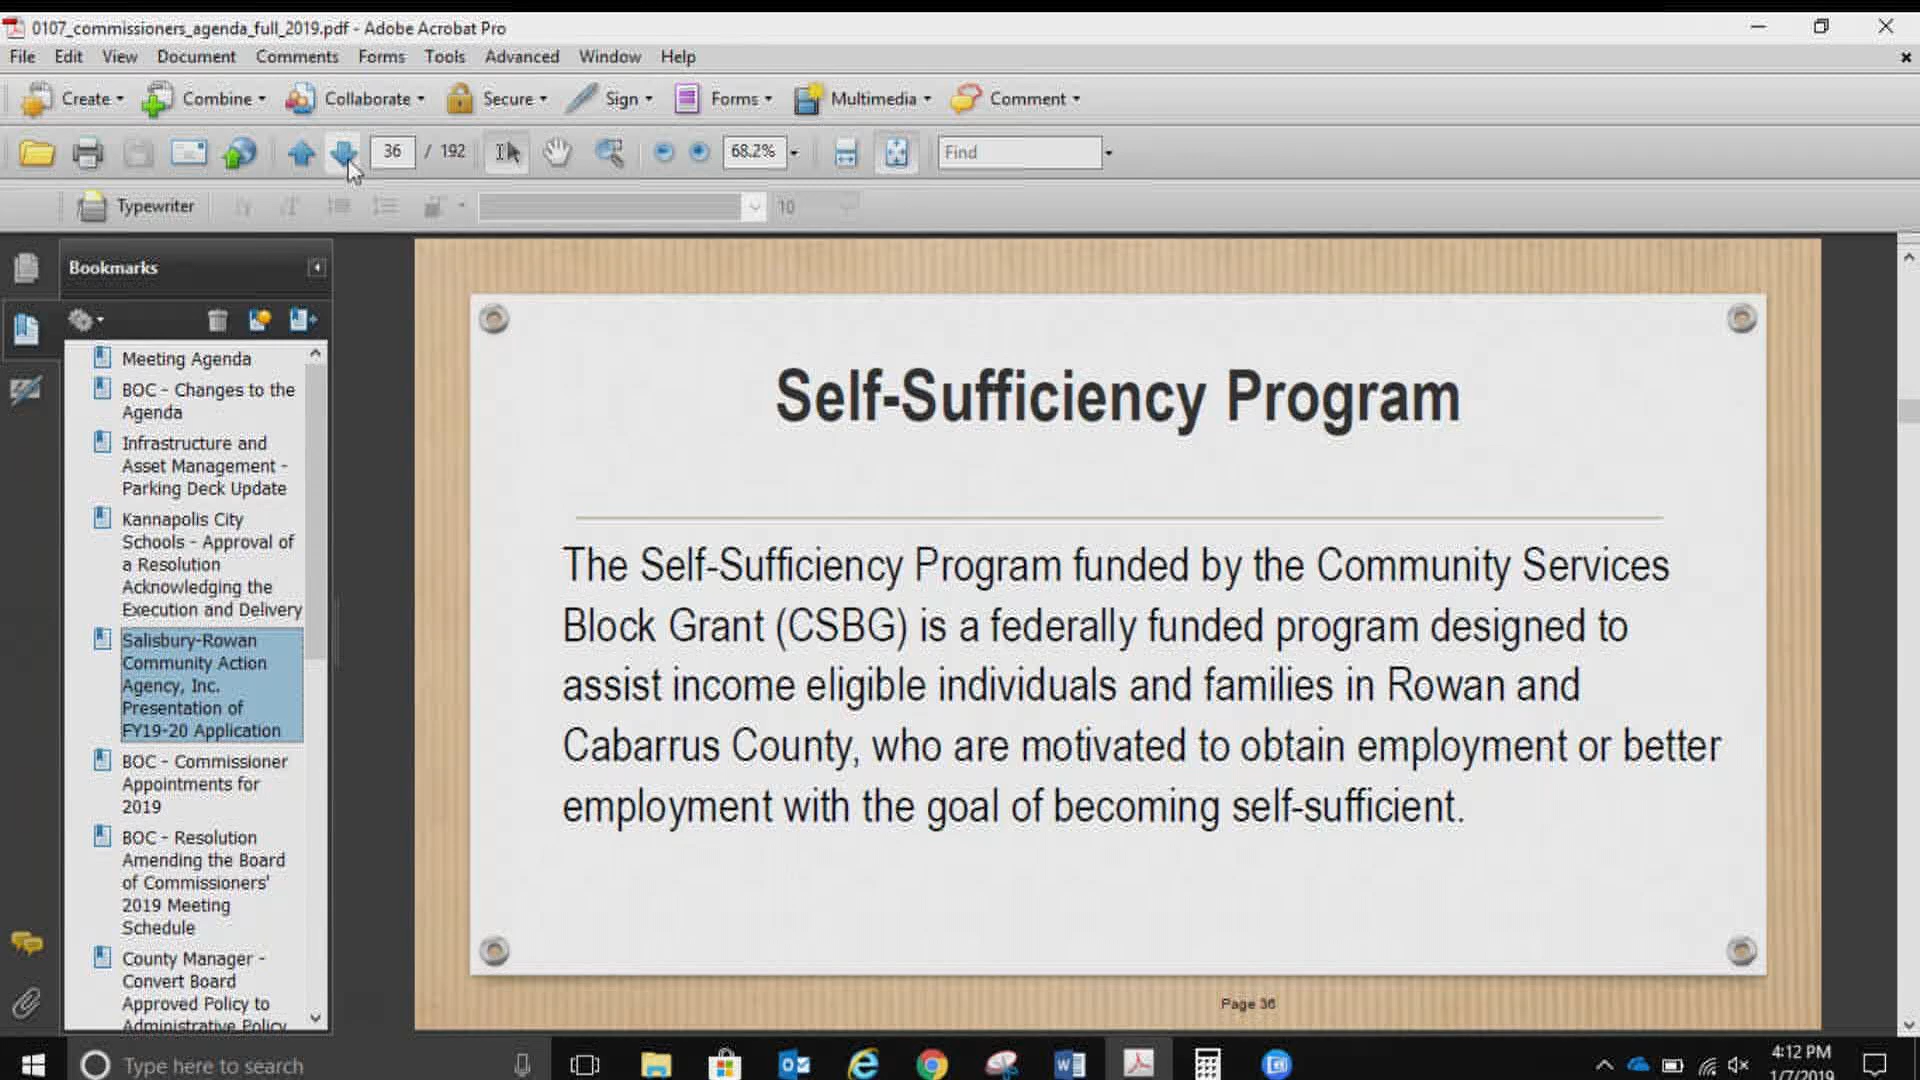 0107_commissioners_agenda_full_2019.pdf - Adobe Acrobat Pro
File Edit View Document Comments Forms Tools Advanced Window Help
Create Combine Collaborate Secure Sign Forms Multimedia Comment
36 / 192 68.2% Find
Typewriter 10
Bookmarks
Meeting Agenda
BOC - Changes to the
Agenda
Infrastructure and
Asset Management -
Parking Deck Update
Kannapolis City
Schools - Approval of
a Resolution
Acknowledging the
Execution and Delivery
Salisbury-Rowan
Community Action
Agency, Inc.
Presentation of
FY19-20 Application
BOC - Commissioner
Appointments for
2019
BOC - Resolution
Amending the Board
of Commissioners'
2019 Meeting
Schedule
County Manager -
Convert Board
Approved Policy to
Administrative Policy
Self-Sufficiency Program
The Self-Sufficiency Program funded by the Community Services
Block Grant (CSBG) is a federally funded program designed to
assist income eligible individuals and families in Rowan and
Cabarrus County, who are motivated to obtain employment or better
employment with the goal of becoming self-sufficient.
Page 36
Type here to search
4:12 PM
1/7/2019